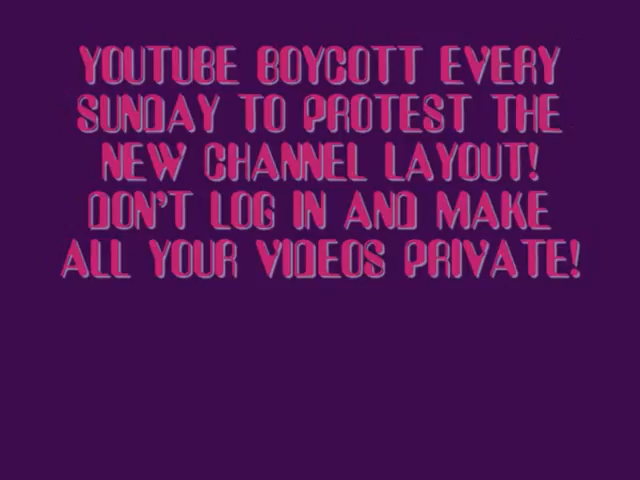 YOUTUBE BOYCOTT EVERY
SUNDAY TO PROTEST THE
NEW CHANNEL LAYOUT!
DON'T LOG IN AND MAKE
ALL YOUR VIDEOS PRIVATE!